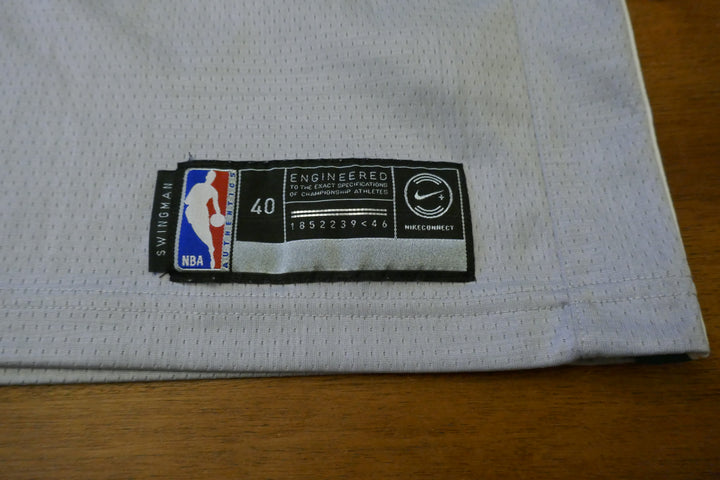 SWINGMAN
NBA
AUTHENTICS
40
ENGINEERED
TO THE EXACT SPECIFICATIONS
OF CHAMPIONSHIP ATHLETES
1852239<46
NIKECONNECT